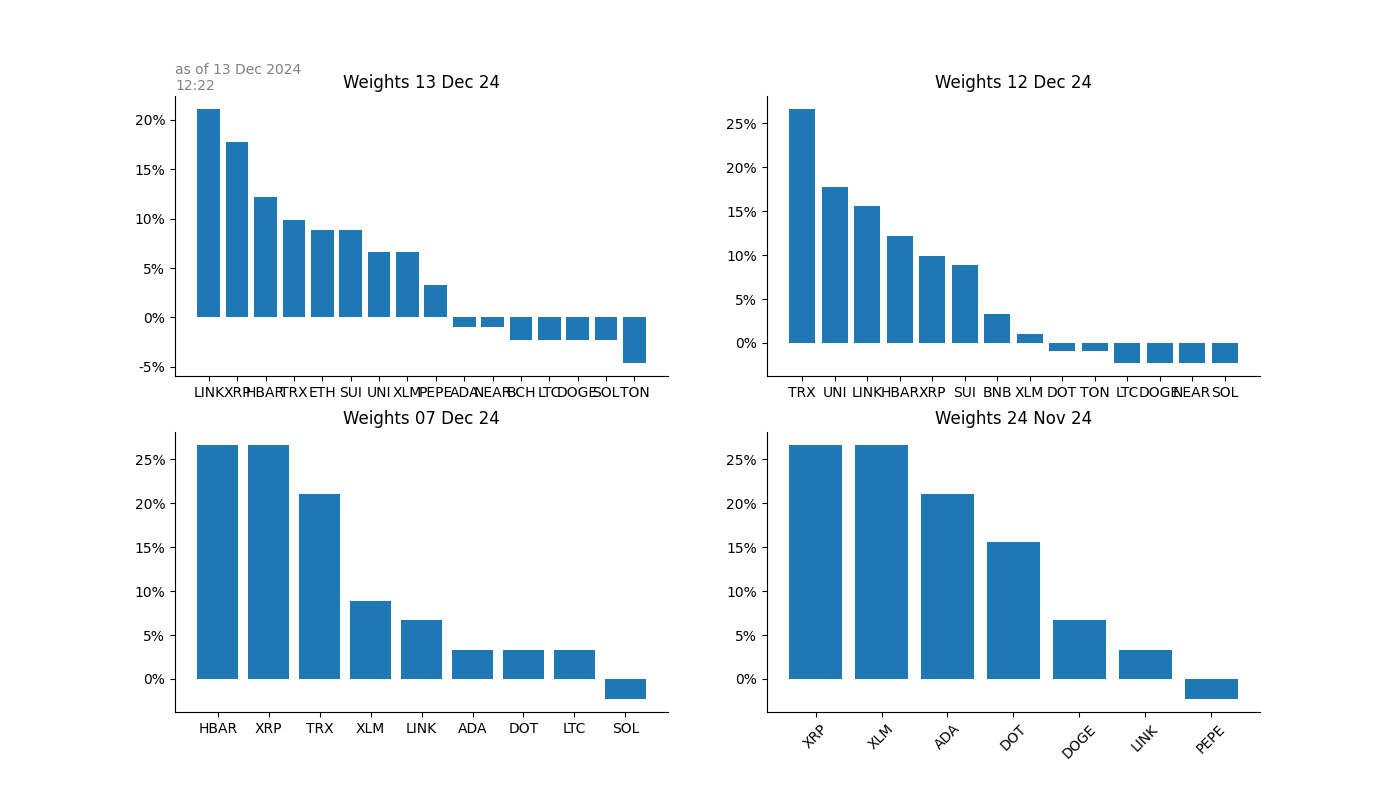 as of 13 Dec 2024
12:22
Weights 13 Dec 24
20%
15%
10%
5%
0%
-5%
LINK XRP HBAR TRX ETH SUI UNI XLM PEPE ADA NEAR BCH LTC DOGE SOL TON
Weights 12 Dec 24
25%
20%
15%
10%
5%
0%
TRX UNI LINK HBAR XRP SUI BNB XLM DOT TON LTC DOGE NEAR SOL
Weights 07 Dec 24
25%
20%
15%
10%
5%
0%
HBAR XRP TRX XLM LINK ADA DOT LTC SOL
Weights 24 Nov 24
25%
20%
15%
10%
5%
0%
XRP XLM ADA DOT DOGE LINK PEPE